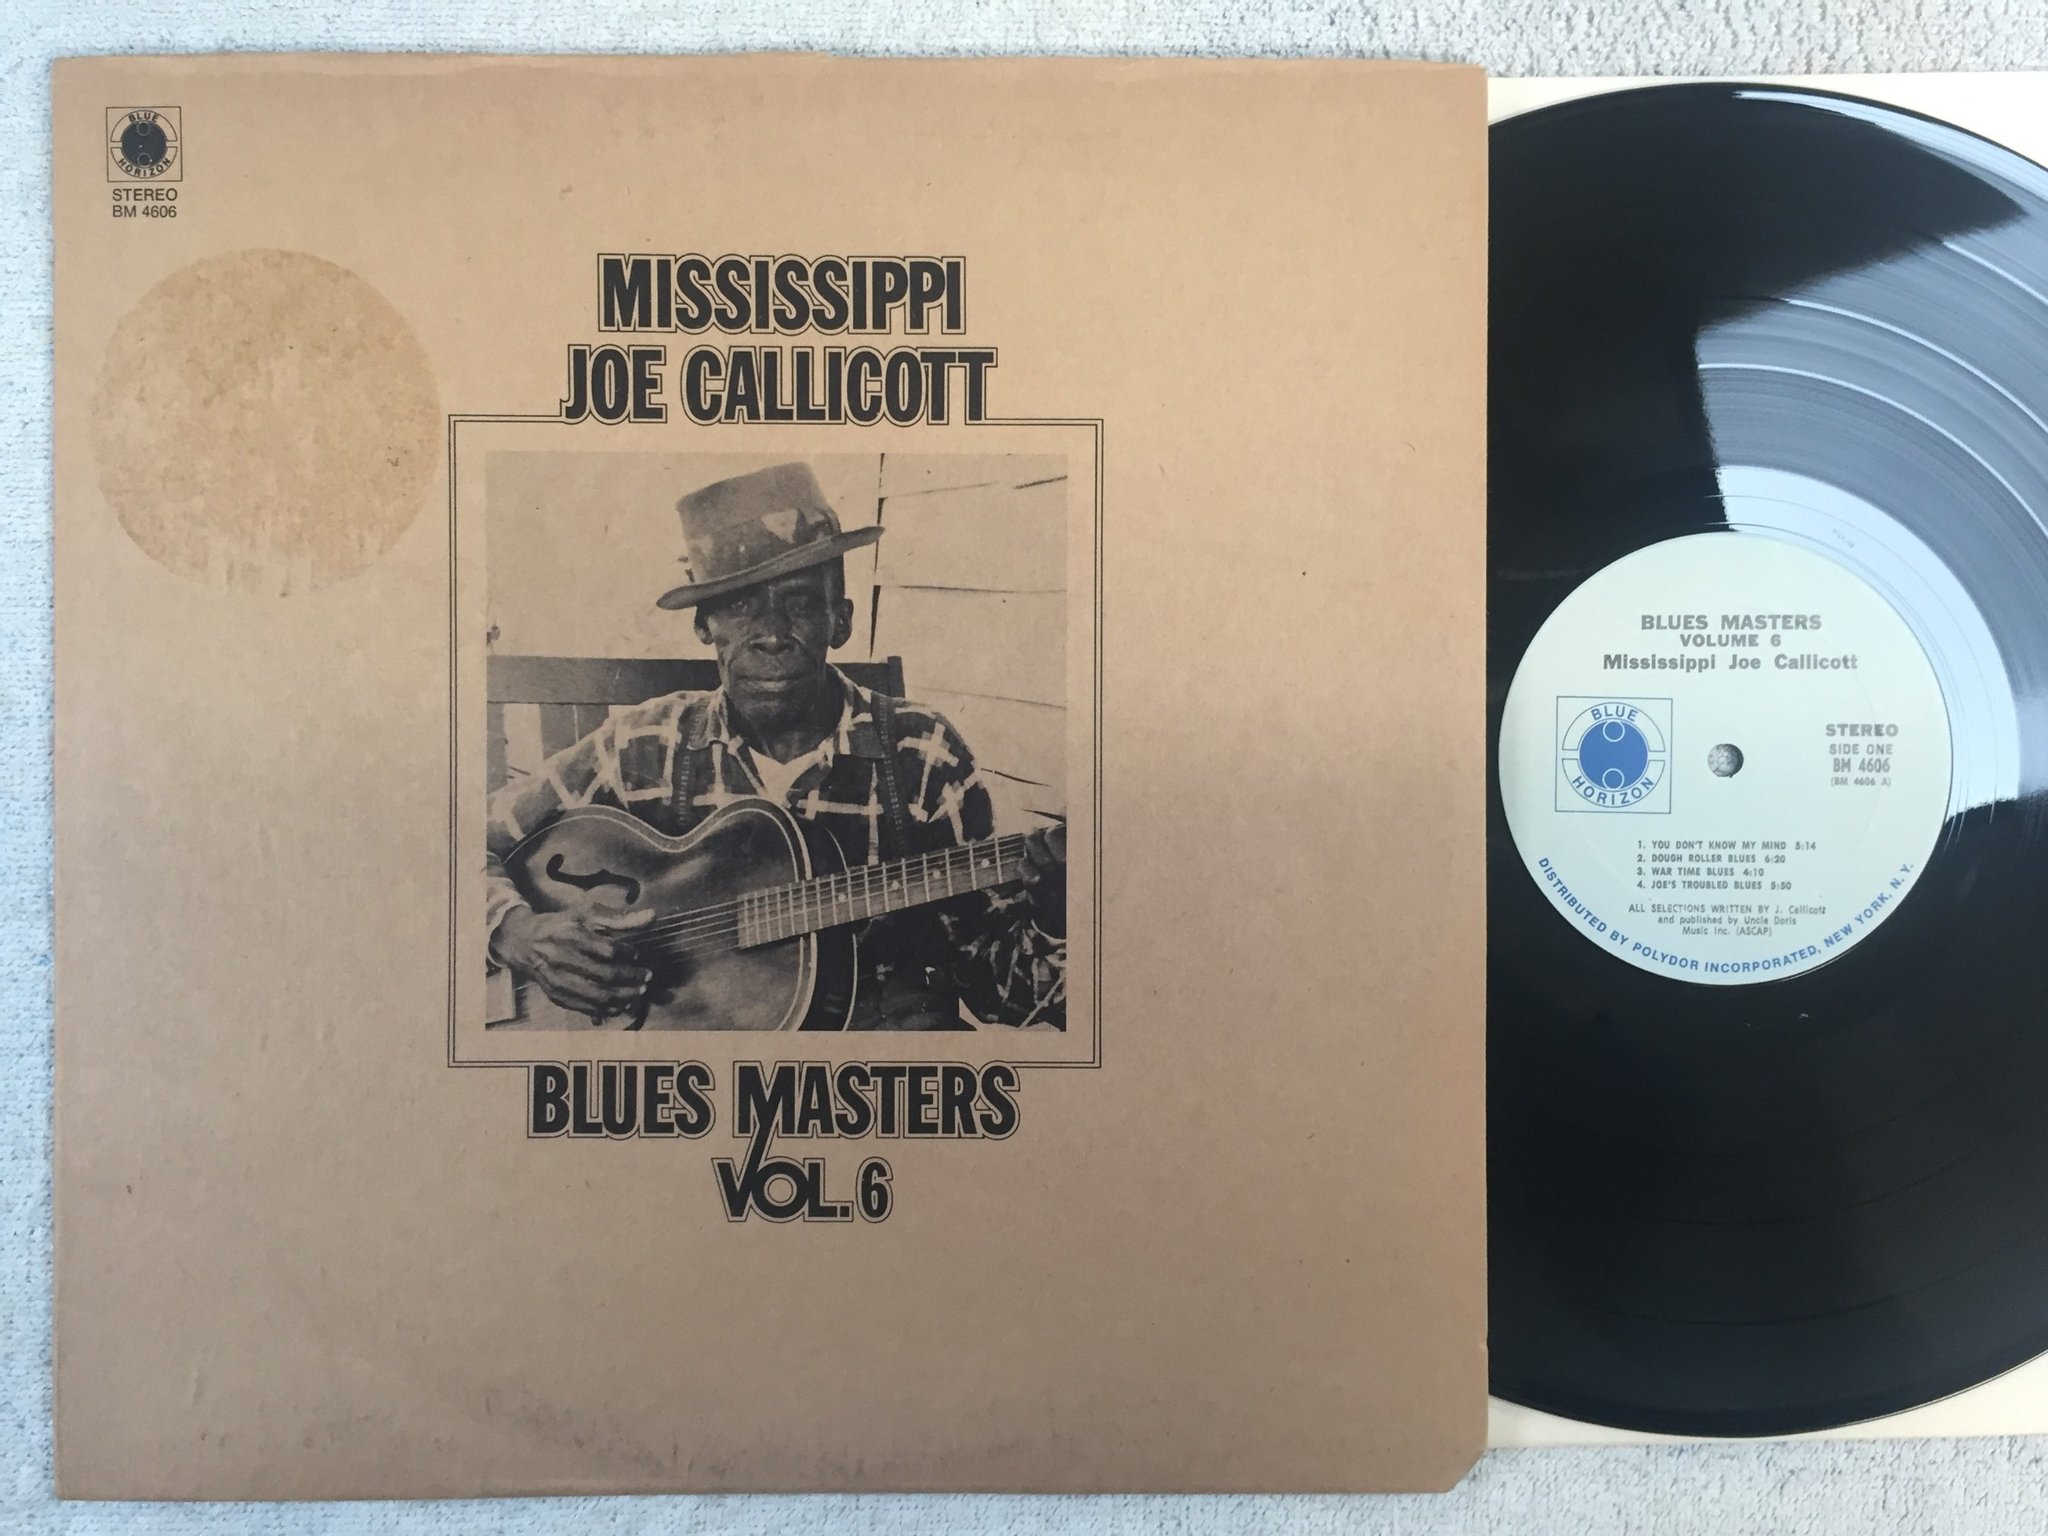 BLUE
HORIZON
STEREO
BM 4606
MISSISSIPPI
JOE CALLICOTT
BLUES MASTERS
VOL. 6
BLUES MASTERS
VOLUME 6
Mississippi Joe Callicott
BLUE
HORIZON
STEREO
SIDE ONE
BM 4606
(BM 4606 A)
1. YOU DON'T KNOW MY MIND 5:14
2. DOUGH ROLLER BLUES 6:20
3. WAR TIME BLUES 4:10
4. JOE'S TROUBLED BLUES 5:50
ALL SELECTIONS WRITTEN BY J. Callicott
and published by Uncle Doris
Music Inc. (ASCAP)
DISTRIBUTED BY POLYDOR INCORPORATED, NEW YORK, N. Y.